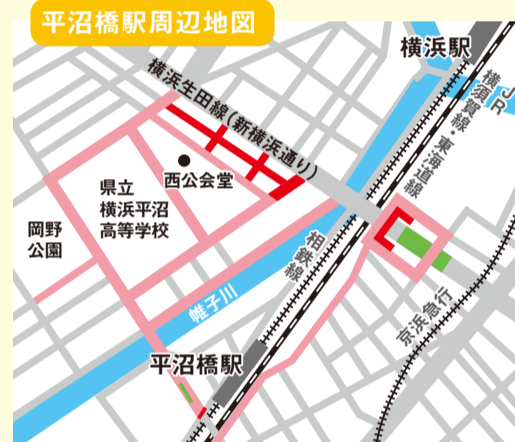 平沼橋駅周辺地図
横浜駅
JR
横須賀線・東海道線
横浜生田線(新横浜通り)
西公会堂
県立
横浜平沼
高等学校
岡野
公園
相鉄線
帷子川
京浜急行
平沼橋駅